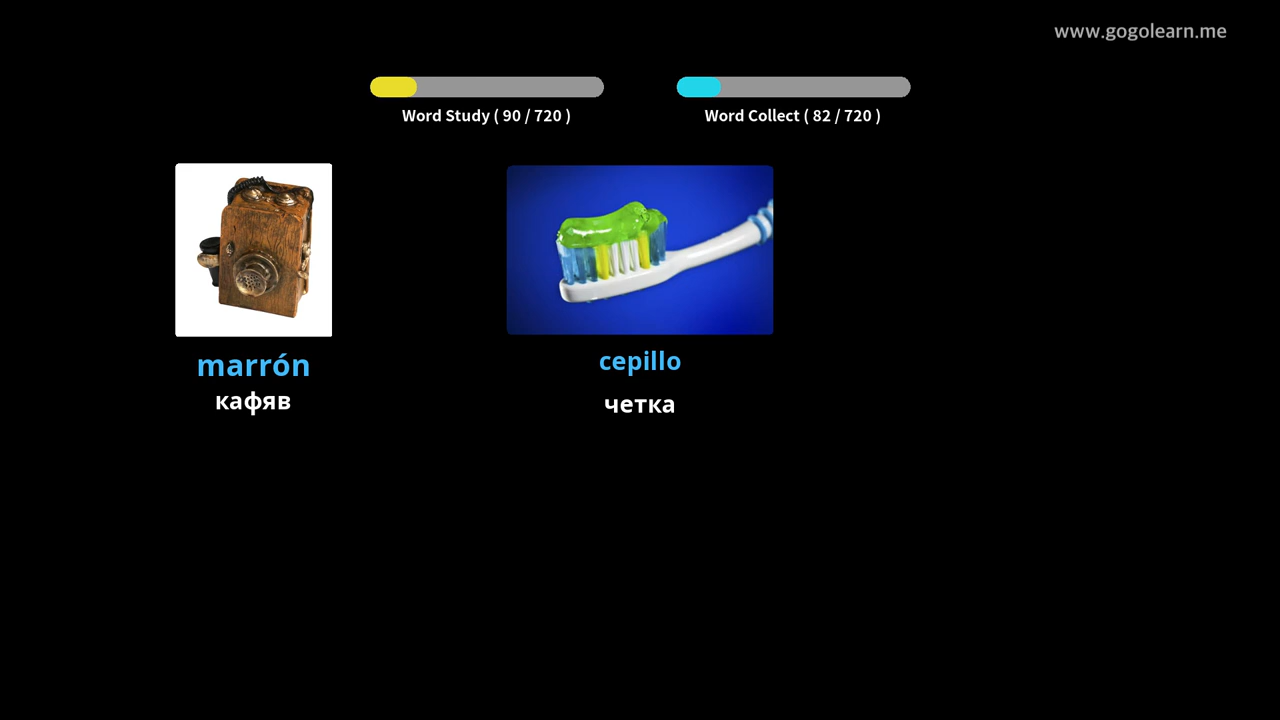 www.gogolearn.me
Word Study ( 90 / 720 )
Word Collect ( 82 / 720 )
marrón
кафяв
cepillo
четка